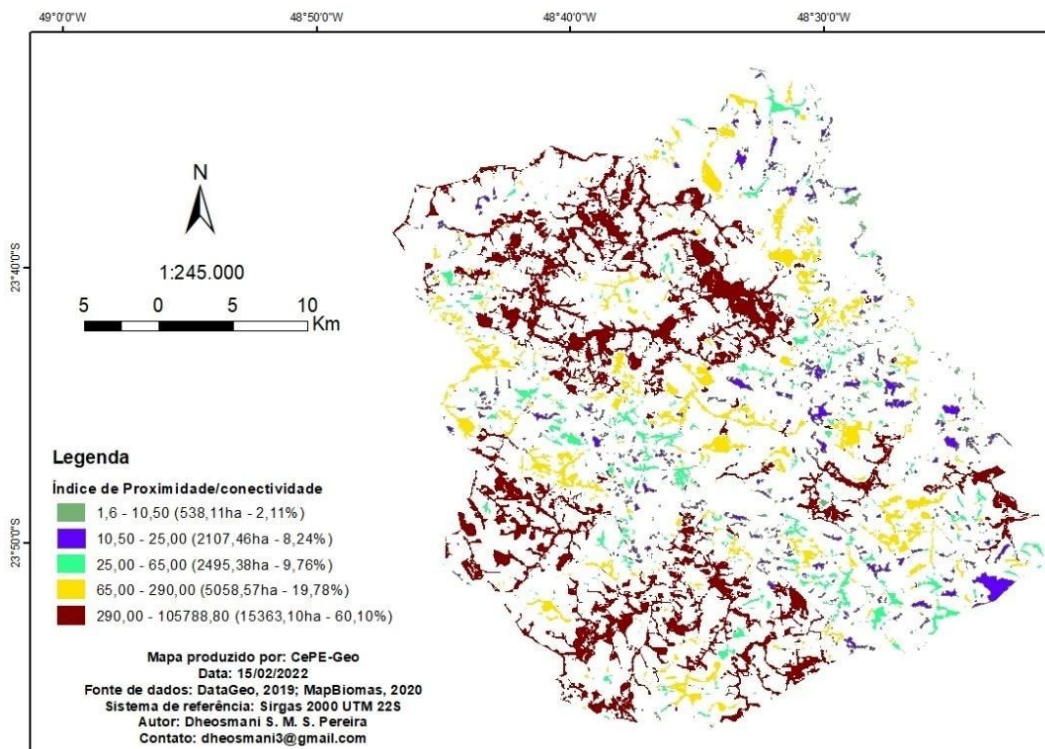 49°0'0"W 48°50'0"W 48°40'0"W 48°30'0"W
N
23°40'0"S
1:245.000
5 0 5 10
Km
Legenda
Índice de Proximidade/conectividade
1,6 - 10,50 (538,11ha - 2,11%)
10,50 - 25,00 (2107,46ha - 8,24%)
25,00 - 65,00 (2495,38ha - 9,76%)
65,00 - 290,00 (5058,57ha - 19,78%)
290,00 - 105788,80 (15363,10ha - 60,10%)
23°50'0"S
Mapa produzido por: CePE-Geo
Data: 15/02/2022
Fonte de dados: DataGeo, 2019; MapBiomas, 2020
Sistema de referência: Sirgas 2000 UTM 22S
Autor: Dheosmani S. M. S. Pereira
Contato: dheosmani3@gmail.com